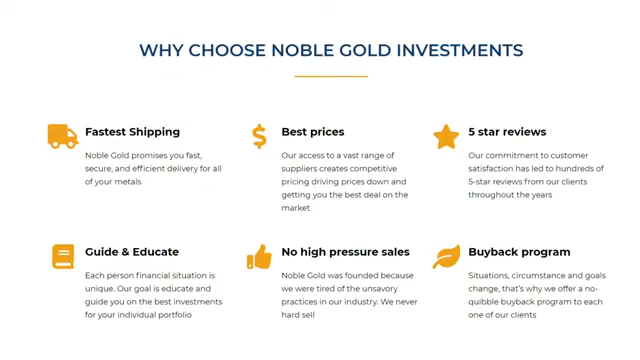 WHY CHOOSE NOBLE GOLD INVESTMENTS
Fastest Shipping
Noble Gold promises you fast,
secure, and efficient delivery for all
of your metals
Best prices
Our access to a vast range of
suppliers creates competitive
pricing driving prices down and
getting you the best deal on the
market
5 star reviews
Our commitment to customer
satisfaction has led to hundreds of
5-star reviews from our clients
throughout the years
Guide & Educate
Each person financial situation is
unique. Our goal is educate and
guide you on the best investments
for your individual portfolio
No high pressure sales
Noble Gold was founded because
we were tired of the unsavory
practices in our industry. We never
hard sell
Buyback program
Situations, circumstance and goals
change, that's why we offer a no-
quibble buyback program to each
one of our clients